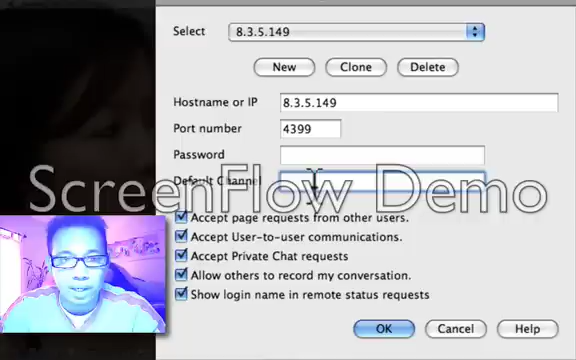 Select 8.3.5.149
New Clone Delete
Hostname or IP 8.3.5.149
Port number 4399
Password
Default Channel
ScreenFlow Demo
Accept page requests from other users.
Accept User-to-user communications.
Accept Private Chat requests
Allow others to record my conversation.
Show login name in remote status requests
OK Cancel Help